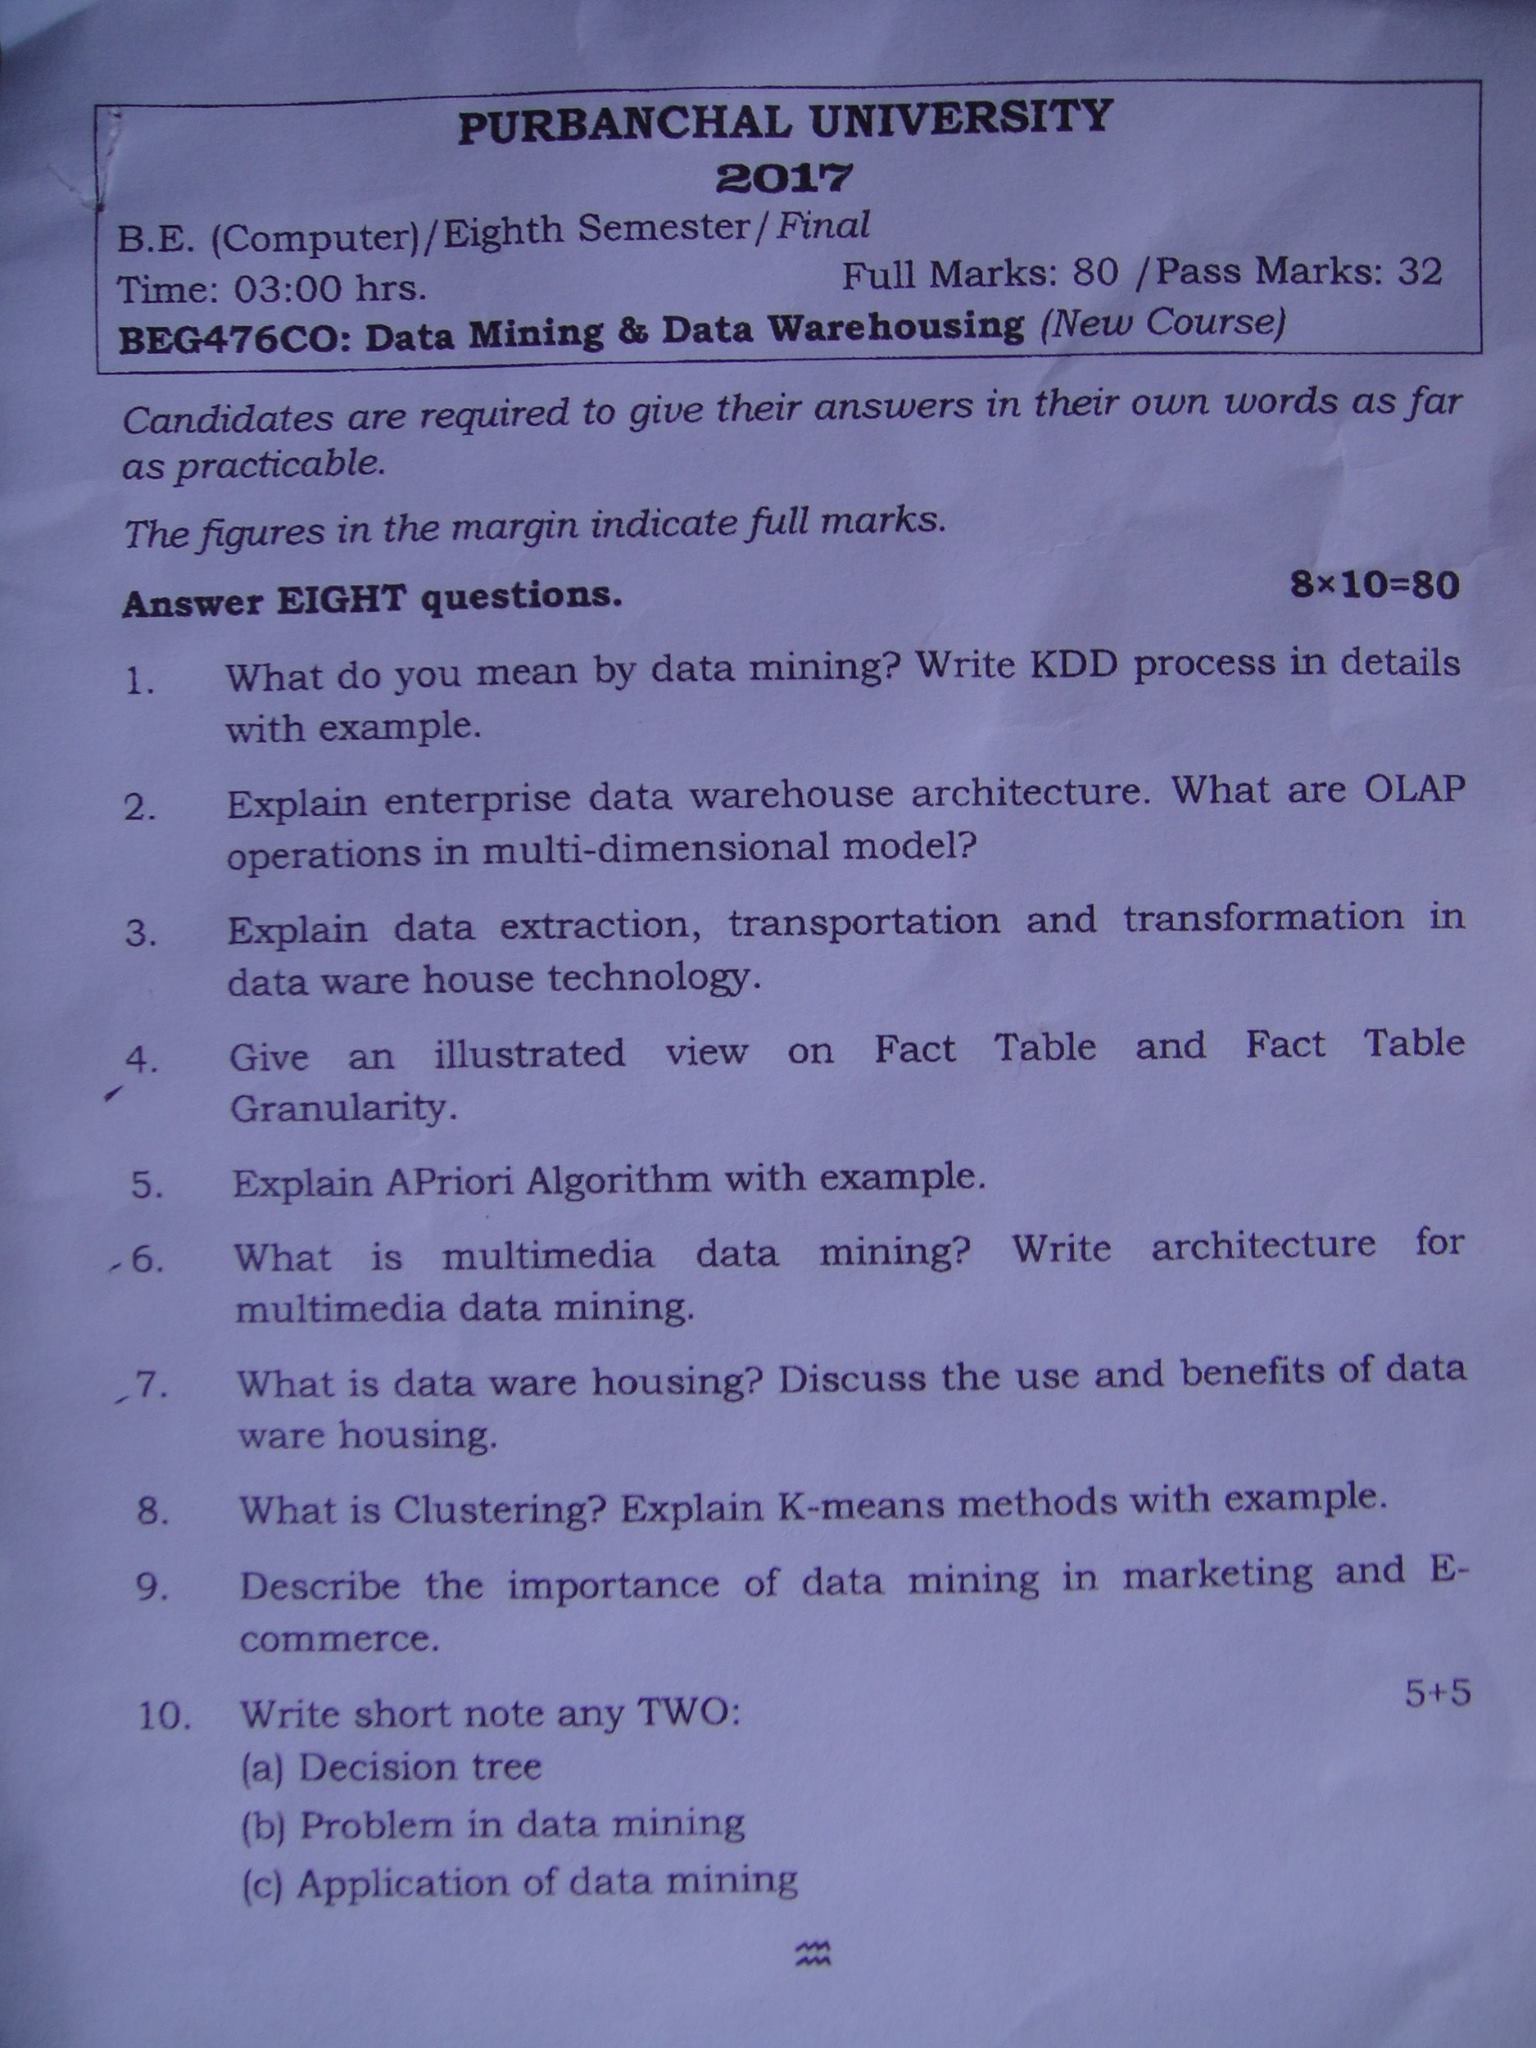 PURBANCHAL UNIVERSITY
2017
B.E. (Computer)/Eighth Semester/Final
Time: 03:00 hrs. Full Marks: 80 /Pass Marks: 32
BEG476CO: Data Mining & Data Warehousing (New Course)
Candidates are required to give their answers in their own words as far
as practicable.
The figures in the margin indicate full marks.
Answer EIGHT questions. 8×10=80
1. What do you mean by data mining? Write KDD process in details
with example.
2. Explain enterprise data warehouse architecture. What are OLAP
operations in multi-dimensional model?
3. Explain data extraction, transportation and transformation in
data ware house technology.
4. Give an illustrated view on Fact Table and Fact Table
Granularity.
5. Explain APriori Algorithm with example.
6. What is multimedia data mining? Write architecture for
multimedia data mining.
7. What is data ware housing? Discuss the use and benefits of data
ware housing.
8. What is Clustering? Explain K-means methods with example.
9. Describe the importance of data mining in marketing and E-
commerce.
10. Write short note any TWO: 5+5
(a) Decision tree
(b) Problem in data mining
(c) Application of data mining